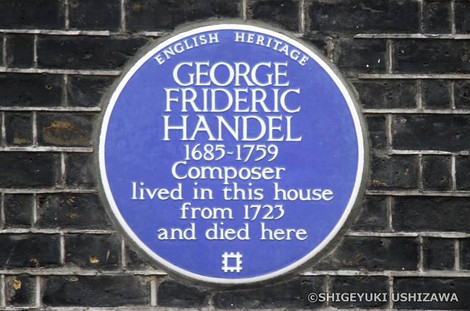 ENGLISH HERITAGE
GEORGE
FRIDERIC
HANDEL
1685-1759
Composer
lived in this house
from 1723
and died here
©SHIGEYUKI USHIZAWA